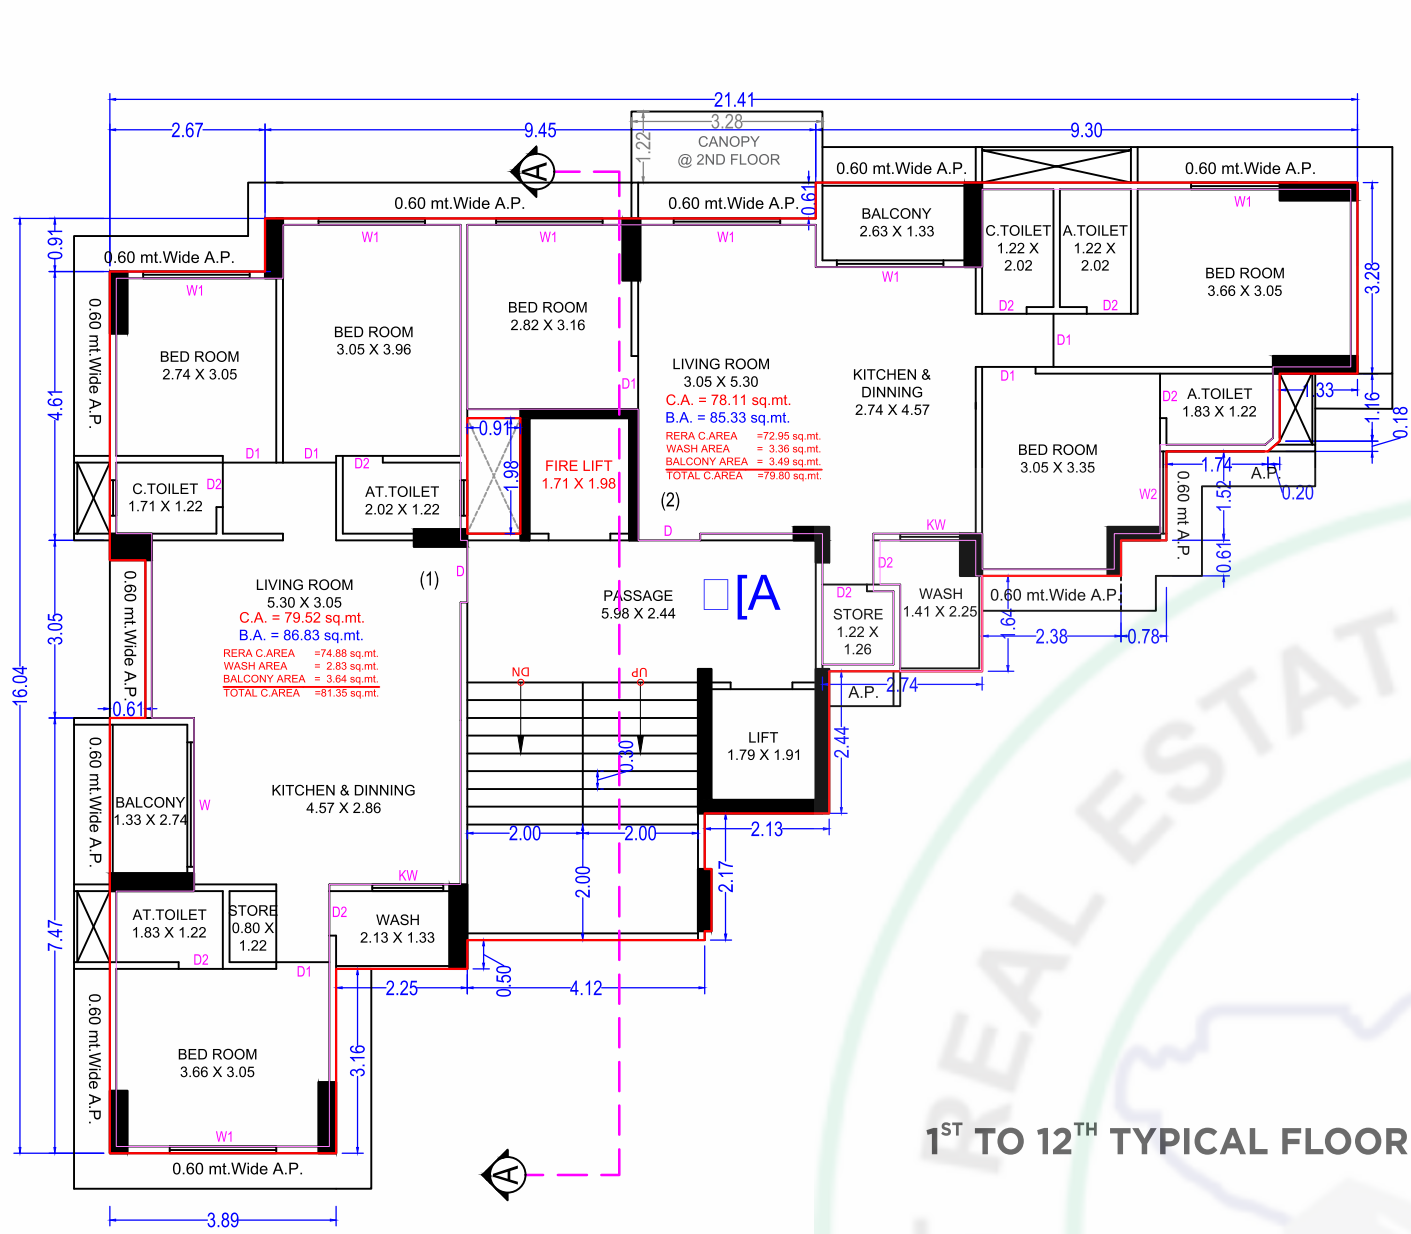 21.41
2.67
9.45
9.30
3.28
1.22
CANOPY
@ 2ND FLOOR
A
0.60 mt.Wide A.P.
0.60 mt.Wide A.P.
0.60 mt.Wide A.P.
0.60 mt.Wide A.P.
0.61
0.91
0.60 mt.Wide A.P.
W1
W1
W1
W1
W1
W1
BALCONY
2.63 X 1.33
C.TOILET
1.22 X
2.02
A.TOILET
1.22 X
2.02
D2
D2
BED ROOM
3.66 X 3.05
3.28
0.60 mt.Wide A.P.
4.61
BED ROOM
2.74 X 3.05
BED ROOM
3.05 X 3.96
BED ROOM
2.82 X 3.16
D1
LIVING ROOM
3.05 X 5.30
C.A. = 78.11 sq.mt.
B.A. = 85.33 sq.mt.
RERA C.AREA =72.95 sq.mt.
WASH AREA = 3.36 sq.mt.
BALCONY AREA = 3.49 sq.mt.
TOTAL C.AREA =79.80 sq.mt.
(2)
KITCHEN &
DINNING
2.74 X 4.57
D1
D1
D2
A.TOILET
1.83 X 1.22
1.33
1.16
0.18
BED ROOM
3.05 X 3.35
1.74
A.P.
0.20
1.52
W2
0.60 mt A.P.
0.61
D1
D1
D2
D2
C.TOILET
1.71 X 1.22
AT.TOILET
2.02 X 1.22
0.91
1.98
FIRE LIFT
1.71 X 1.98
D
KW
D2
D2
WASH
1.41 X 2.25
0.60 mt.Wide A.P.
1.64
2.38
0.78
STORE
1.22 X
1.26
2.74
A.P.
16.04
3.05
0.60 mt.Wide A.P.
0.61
LIVING ROOM
5.30 X 3.05
C.A. = 79.52 sq.mt.
B.A. = 86.83 sq.mt.
RERA C.AREA =74.88 sq.mt.
WASH AREA = 2.83 sq.mt.
BALCONY AREA = 3.64 sq.mt.
TOTAL C.AREA =81.35 sq.mt.
(1)
D
PASSAGE
5.98 X 2.44
[A
DN
UP
0.30
LIFT
1.79 X 1.91
2.44
2.13
2.17
2.00
2.00
2.00
0.60 mt.Wide A.P.
BALCONY
1.33 X 2.74
W
KITCHEN & DINNING
4.57 X 2.86
KW
D2
WASH
2.13 X 1.33
7.47
AT.TOILET
1.83 X 1.22
STORE
0.80 X
1.22
D2
D1
0.50
2.25
4.12
0.60 mt.Wide A.P.
BED ROOM
3.66 X 3.05
3.16
W1
0.60 mt.Wide A.P.
A
3.89
1ST TO 12TH TYPICAL FLOOR
REAL ESTAT